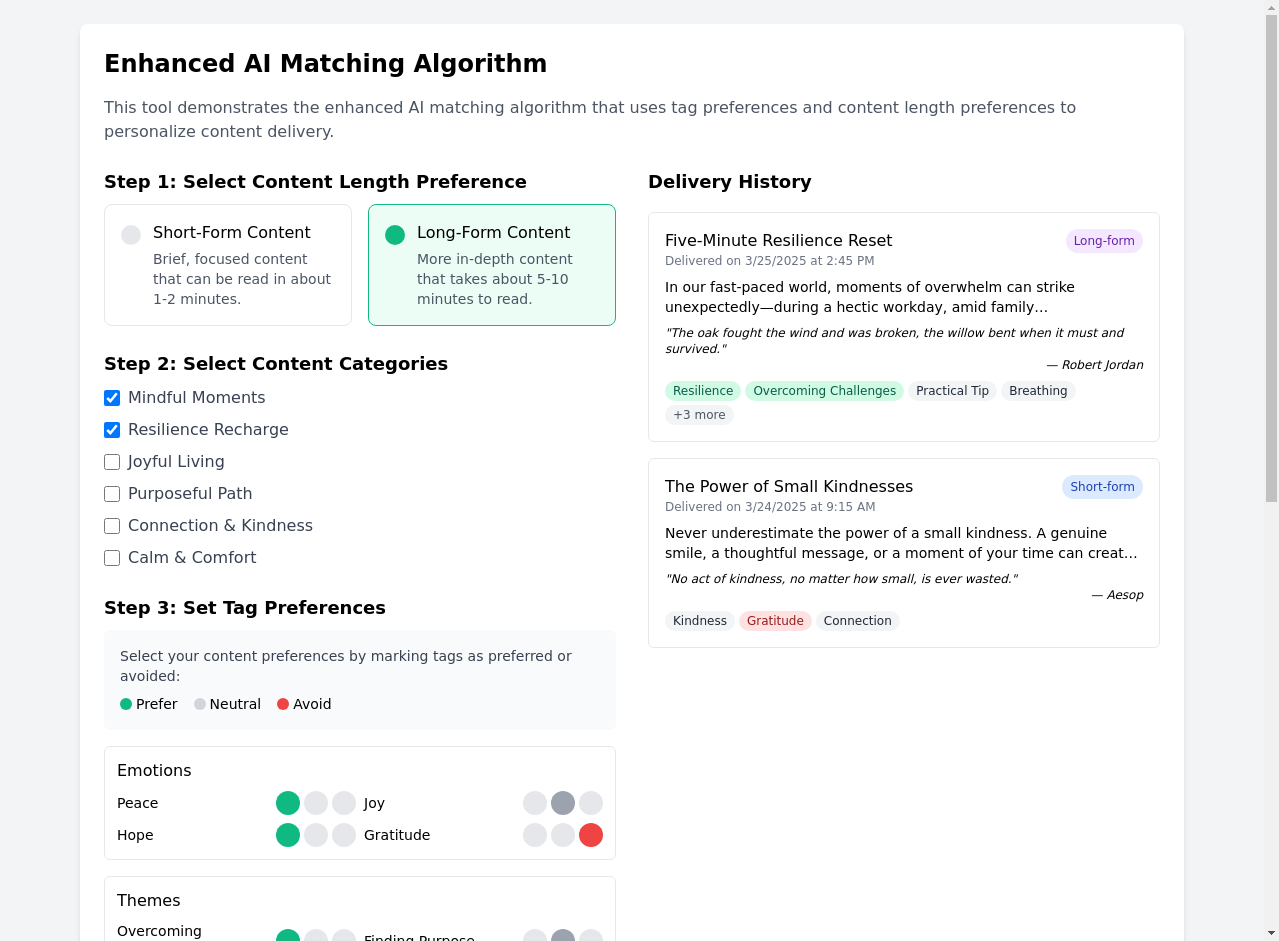 Enhanced AI Matching Algorithm
This tool demonstrates the enhanced AI matching algorithm that uses tag preferences and content length preferences to
personalize content delivery.
Step 1: Select Content Length Preference
Short-Form Content
Brief, focused content
that can be read in about
1-2 minutes.
Long-Form Content
More in-depth content
that takes about 5-10
minutes to read.
Step 2: Select Content Categories
Mindful Moments
Resilience Recharge
Joyful Living
Purposeful Path
Connection & Kindness
Calm & Comfort
Step 3: Set Tag Preferences
Select your content preferences by marking tags as preferred or
avoided:
Prefer Neutral Avoid
Emotions
Peace Joy
Hope Gratitude
Themes
Overcoming
Finding Purpose
Delivery History
Five-Minute Resilience Reset Long-form
Delivered on 3/25/2025 at 2:45 PM
In our fast-paced world, moments of overwhelm can strike
unexpectedly—during a hectic workday, amid family…
"The oak fought the wind and was broken, the willow bent when it must and
survived."
— Robert Jordan
Resilience Overcoming Challenges Practical Tip Breathing
+3 more
The Power of Small Kindnesses Short-form
Delivered on 3/24/2025 at 9:15 AM
Never underestimate the power of a small kindness. A genuine
smile, a thoughtful message, or a moment of your time can creat…
"No act of kindness, no matter how small, is ever wasted."
— Aesop
Kindness Gratitude Connection